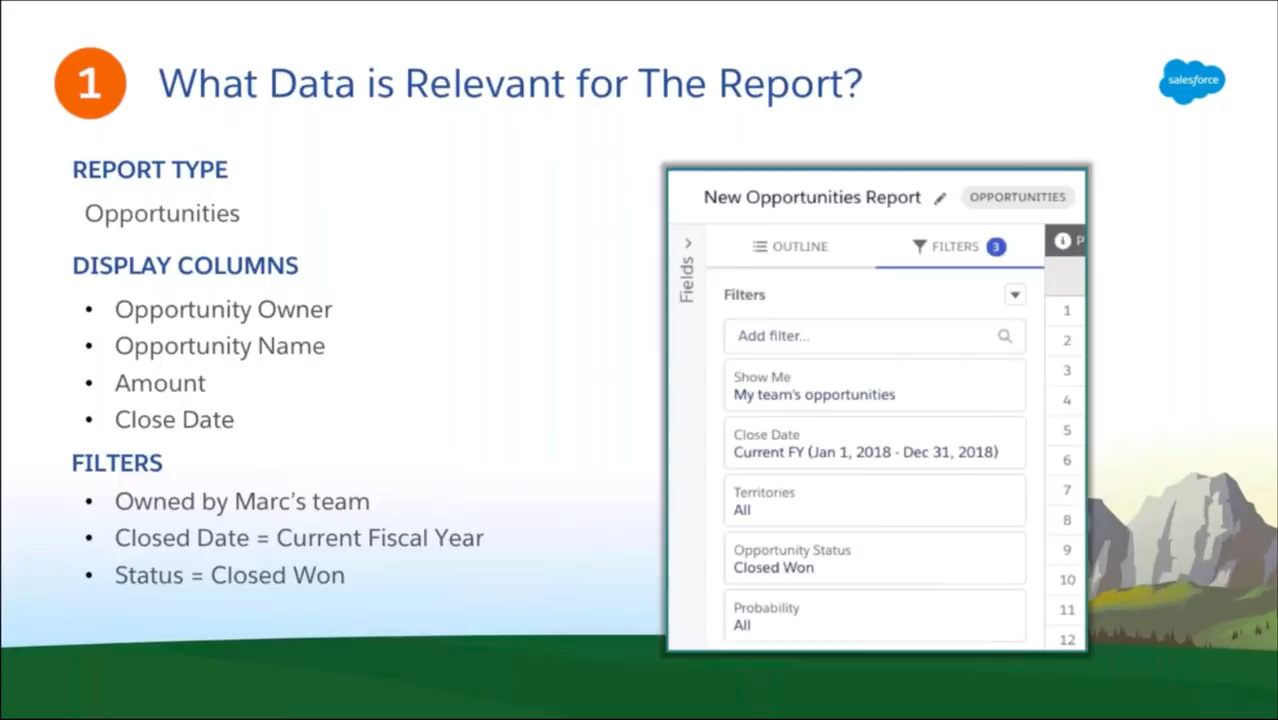 1
What Data is Relevant for The Report?
salesforce
REPORT TYPE
Opportunities
DISPLAY COLUMNS
• Opportunity Owner
• Opportunity Name
• Amount
• Close Date
FILTERS
• Owned by Marc's team
• Closed Date = Current Fiscal Year
• Status = Closed Won
New Opportunities Report
OPPORTUNITIES
Fields
OUTLINE
FILTERS 3
P
Filters
Add filter...
Show Me
My team's opportunities
Close Date
Current FY (Jan 1, 2018 - Dec 31, 2018)
Territories
All
Opportunity Status
Closed Won
Probability
All
1
2
3
4
5
6
7
8
9
10
11
12